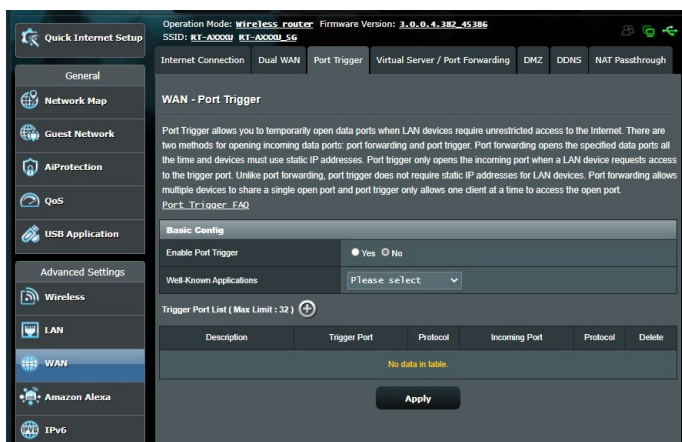 Quick Internet Setup
Operation Mode: Wireless router Firmware Version: 3.0.0.4.382_45386
SSID: RT-AXXXU RT-AXXXU_5G
General
Network Map
Guest Network
AiProtection
QoS
USB Application
Advanced Settings
Wireless
LAN
WAN
Amazon Alexa
IPv6
Internet Connection Dual WAN Port Trigger Virtual Server / Port Forwarding DMZ DDNS NAT Passthrough
WAN - Port Trigger
Port Trigger allows you to temporarily open data ports when LAN devices require unrestricted access to the Internet. There are
two methods for opening incoming data ports: port forwarding and port trigger. Port forwarding opens the specified data ports all
the time and devices must use static IP addresses. Port trigger only opens the incoming port when a LAN device requests access
to the trigger port. Unlike port forwarding, port trigger does not require static IP addresses for LAN devices. Port forwarding allows
multiple devices to share a single open port and port trigger only allows one client at a time to access the open port.
Port Trigger FAQ
Basic Config
Enable Port Trigger Yes No
Well-Known Applications Please select
Trigger Port List ( Max Limit : 32 )
Description Trigger Port Protocol Incoming Port Protocol Delete
No data in table.
Apply